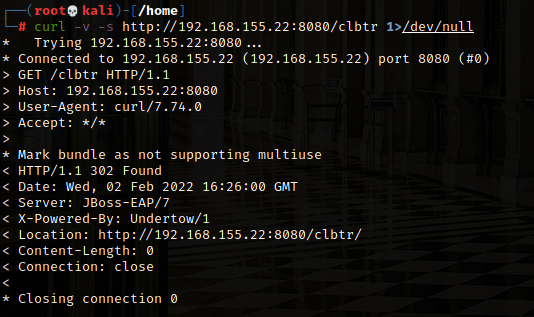 ┌──(root💀kali)-[/home]
└─# curl -v -s http://192.168.155.22:8080/clbtr 1>/dev/null
*   Trying 192.168.155.22:8080...
* Connected to 192.168.155.22 (192.168.155.22) port 8080 (#0)
> GET /clbtr HTTP/1.1
> Host: 192.168.155.22:8080
> User-Agent: curl/7.74.0
> Accept: */*
>
* Mark bundle as not supporting multiuse
< HTTP/1.1 302 Found
< Date: Wed, 02 Feb 2022 16:26:00 GMT
< Server: JBoss-EAP/7
< X-Powered-By: Undertow/1
< Location: http://192.168.155.22:8080/clbtr/
< Content-Length: 0
< Connection: close
<
* Closing connection 0